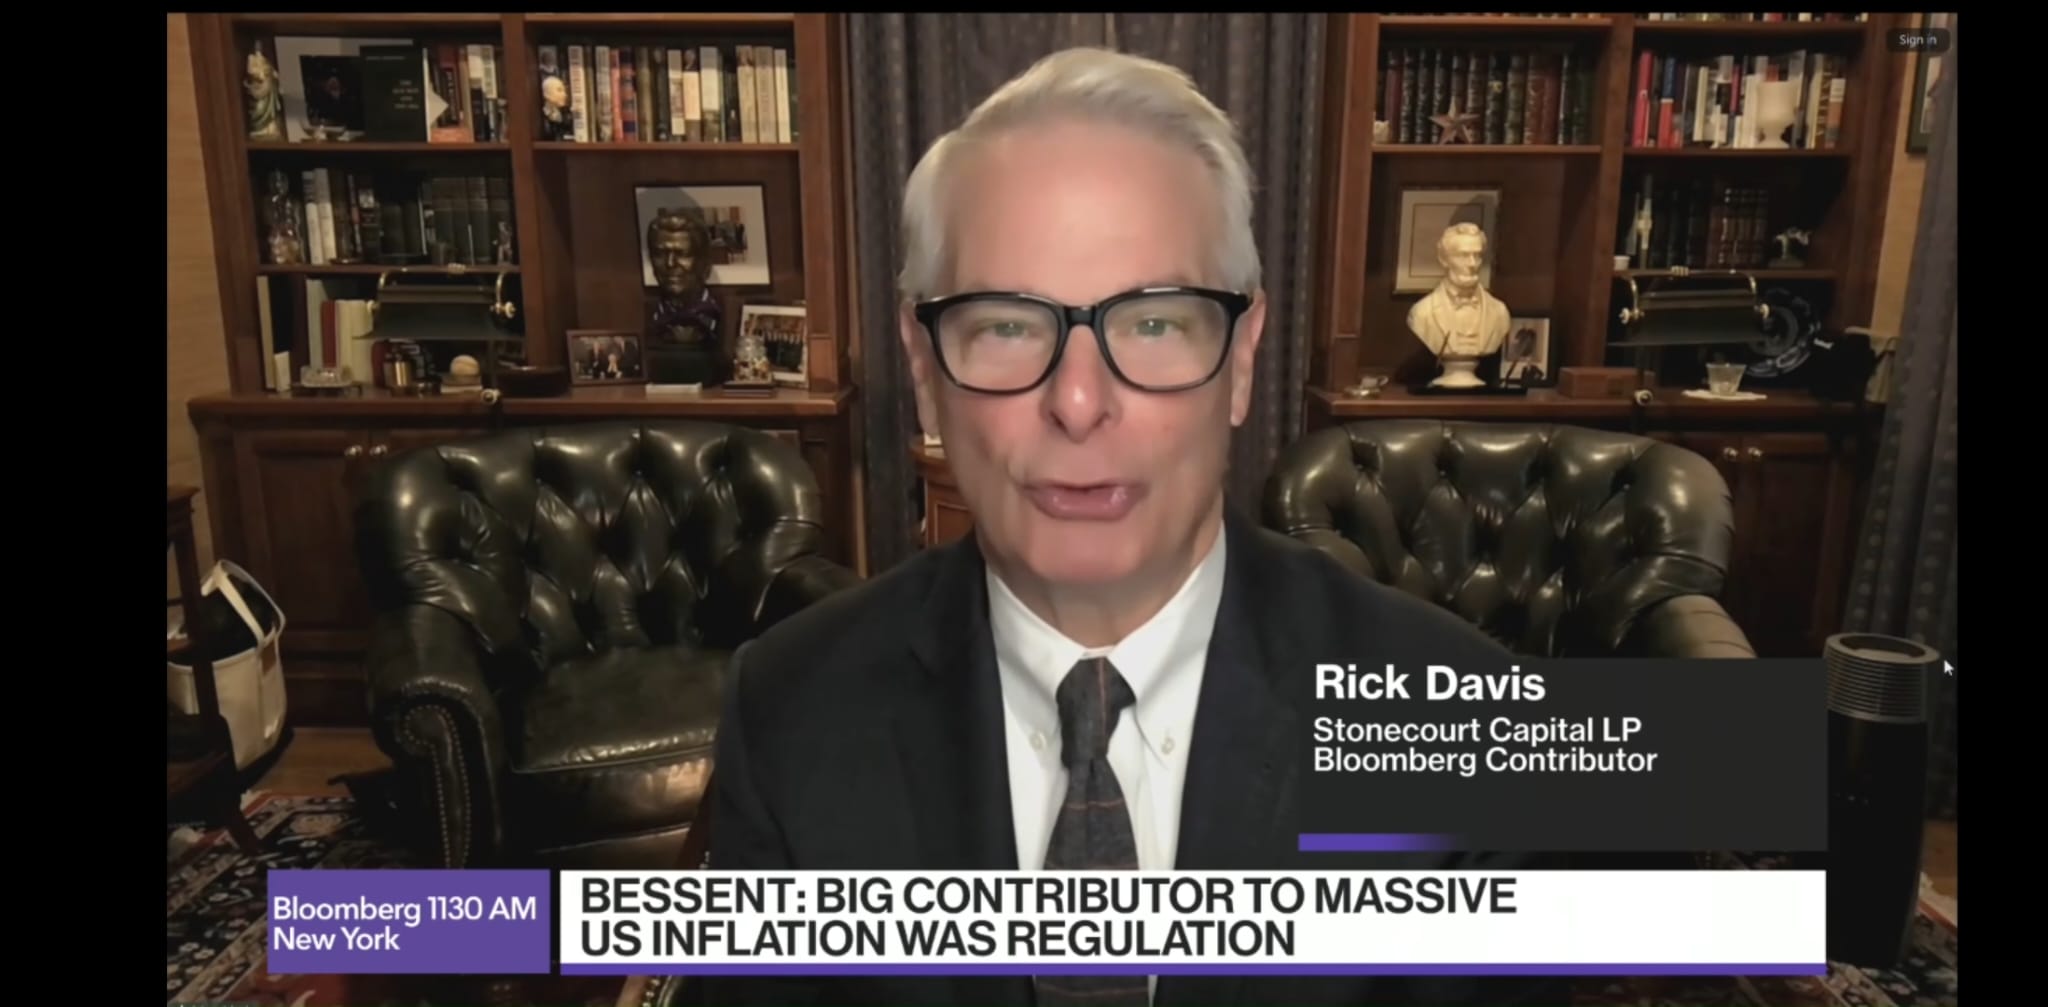 Sign in
Rick Davis
Stonecourt Capital LP
Bloomberg Contributor
Bloomberg 1130 AM
New York
BESSENT: BIG CONTRIBUTOR TO MASSIVE
US INFLATION WAS REGULATION